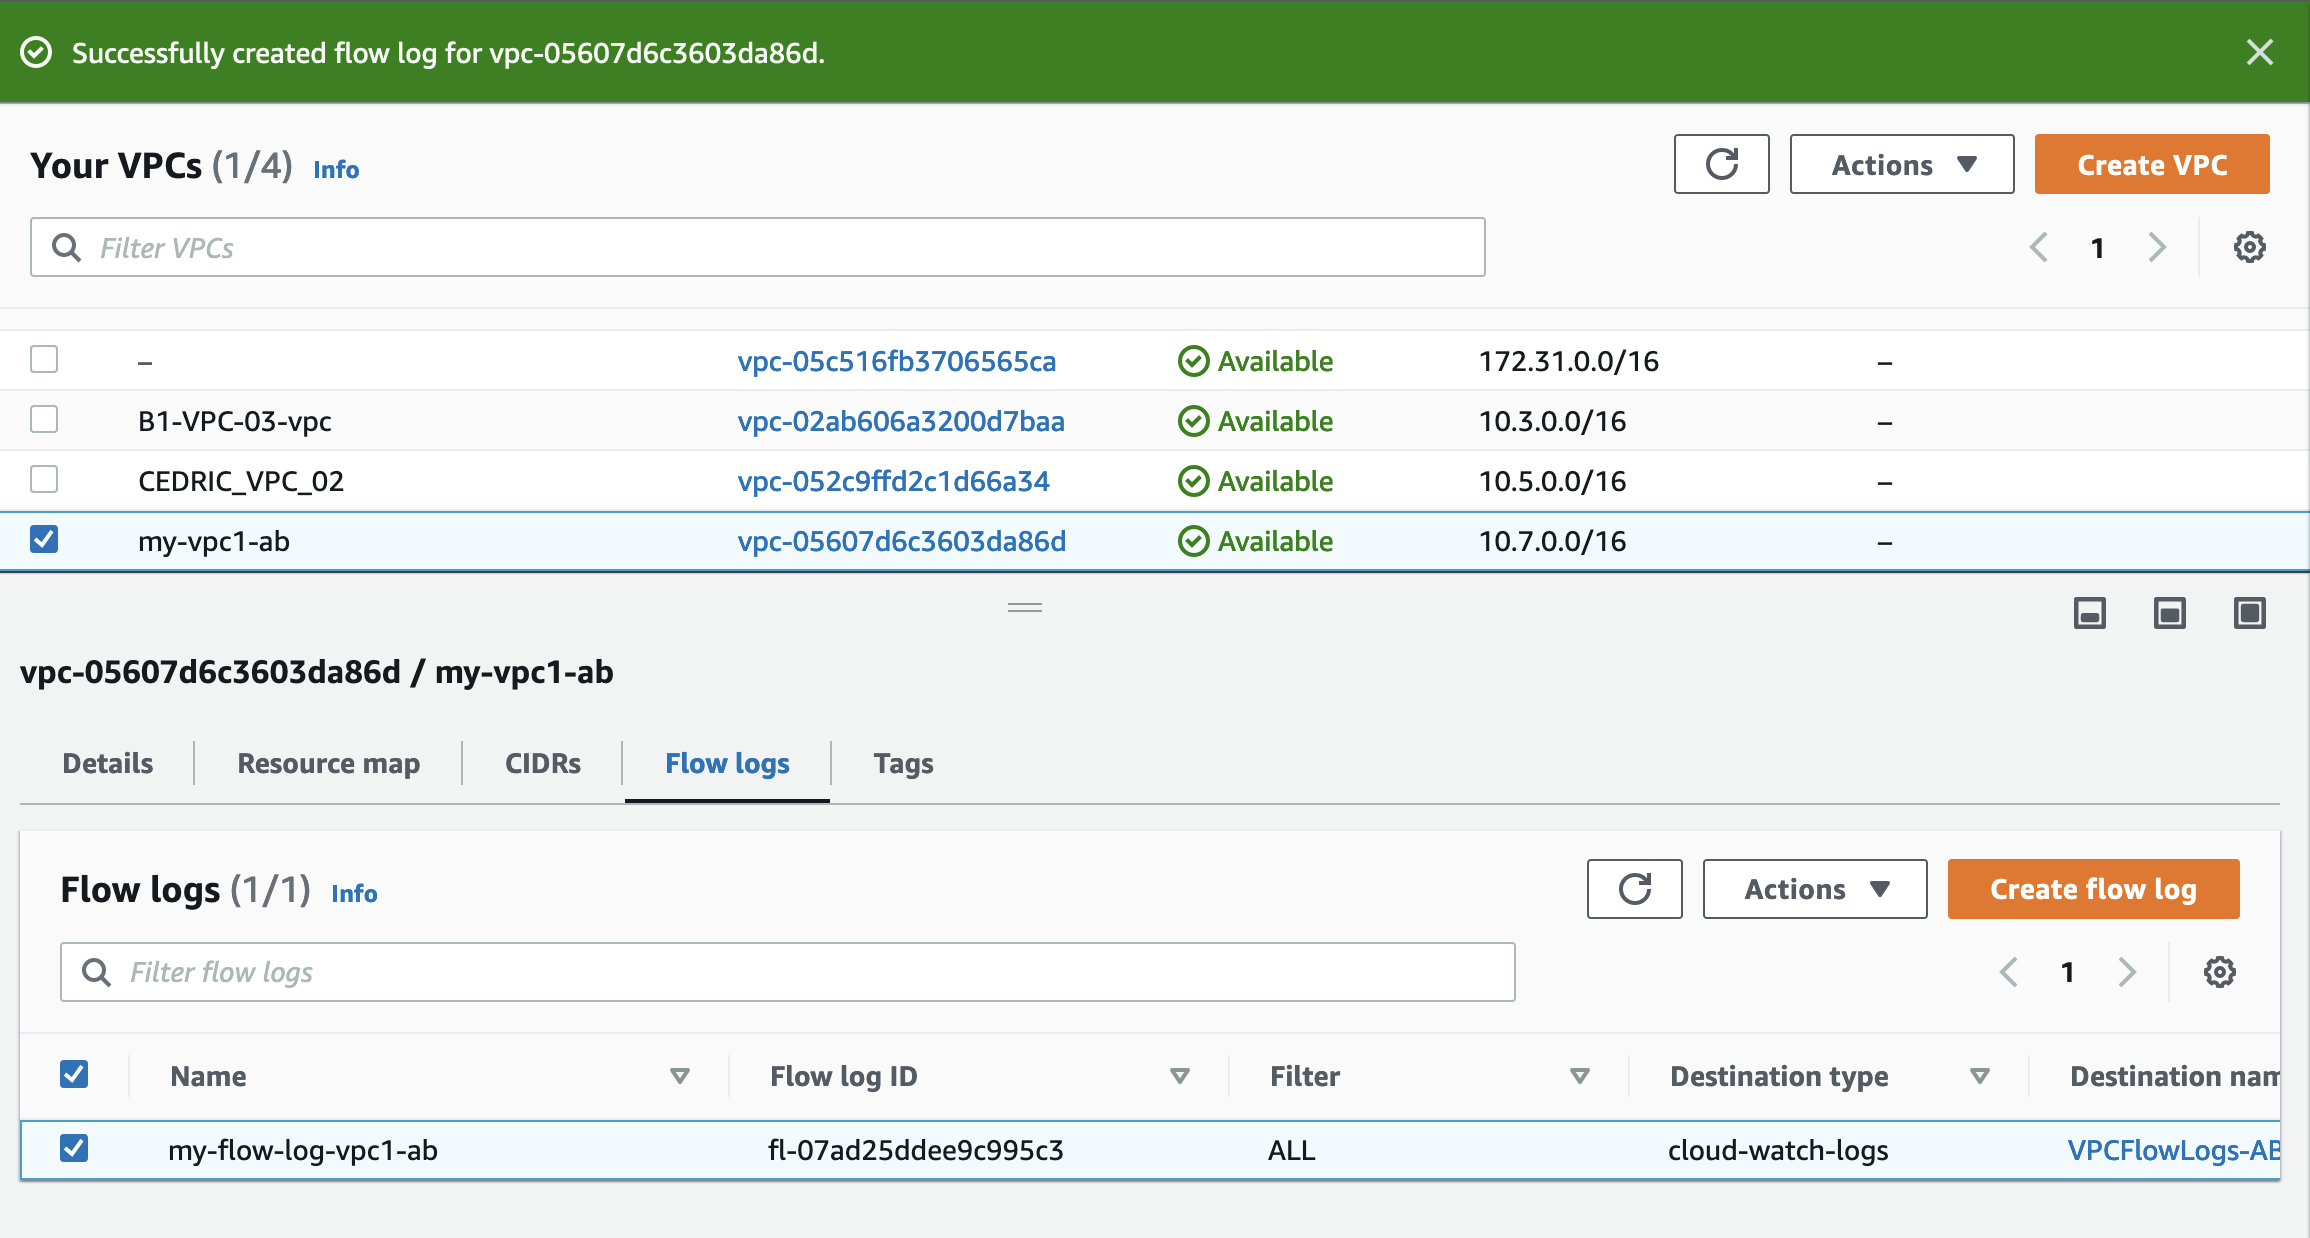 Successfully created flow log for vpc-05607d6c3603da86d.
Your VPCs (1/4) Info
Actions
Create VPC
Filter VPCs
1
– vpc-05c516fb3706565ca Available 172.31.0.0/16 –
B1-VPC-03-vpc vpc-02ab606a3200d7baa Available 10.3.0.0/16 –
CEDRIC_VPC_02 vpc-052c9ffd2c1d66a34 Available 10.5.0.0/16 –
my-vpc1-ab vpc-05607d6c3603da86d Available 10.7.0.0/16 –
vpc-05607d6c3603da86d / my-vpc1-ab
Details Resource map CIDRs Flow logs Tags
Flow logs (1/1) Info
Actions
Create flow log
Filter flow logs
1
Name Flow log ID Filter Destination type Destination nam
my-flow-log-vpc1-ab fl-07ad25ddee9c995c3 ALL cloud-watch-logs VPCFlowLogs-AB